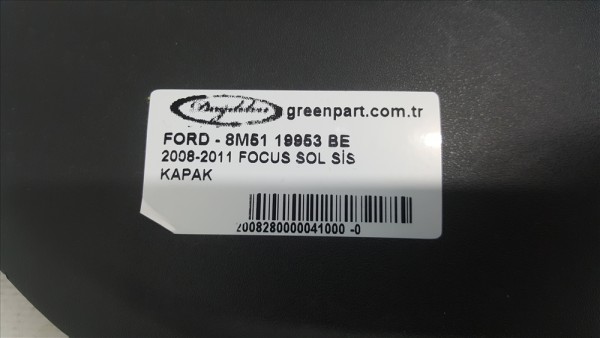 greenpart.com.tr
FORD - 8M51 19953 BE
2008-2011 FOCUS SOL SİS
KAPAK
2008280000041000 -0